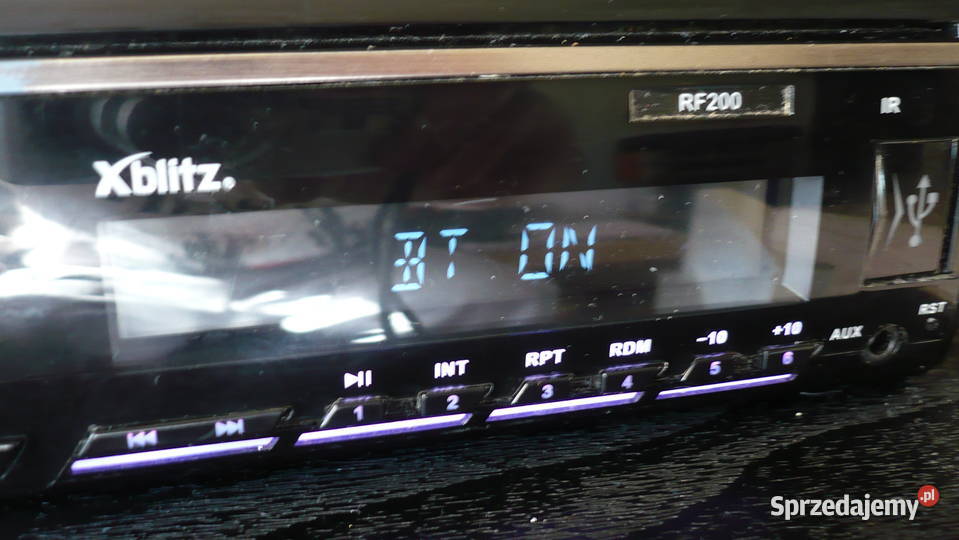 RF200
IR
Xblitz.
BT ON
RST
AUX
-10 +10
INT RPT RDM
1 2 3 4 5 6
Sprzedajemy.pl